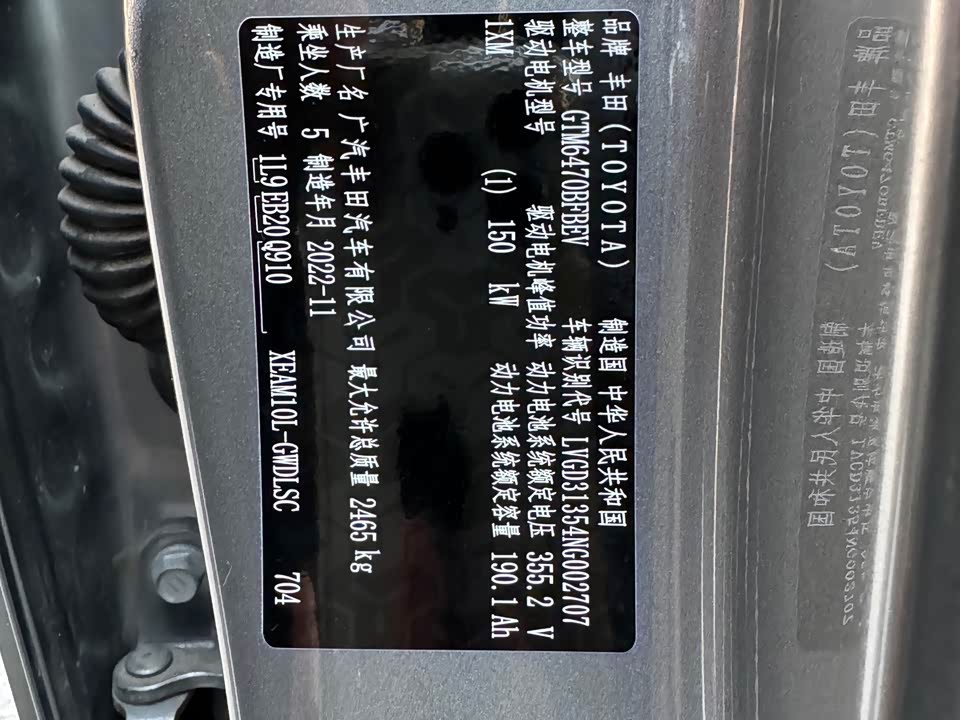 品牌 丰田(TOYOTA) 制造国 中华人民共和国
整车型号 GTM6470BFBEV 车辆识别代号 LVGD31354NG002707
驱动电机型号 驱动电机峰值功率 动力电池系统额定电压 355.2 V
1XM (1) 150 kW 动力电池系统额定容量 190.1 Ah
生产厂名 广汽丰田汽车有限公司 最大允许总质量 2465 kg
乘坐人数 5 制造年月 2022-11
制造厂专用号 1L9 EB20 Q910 XEAM10L-GWDLSC 704